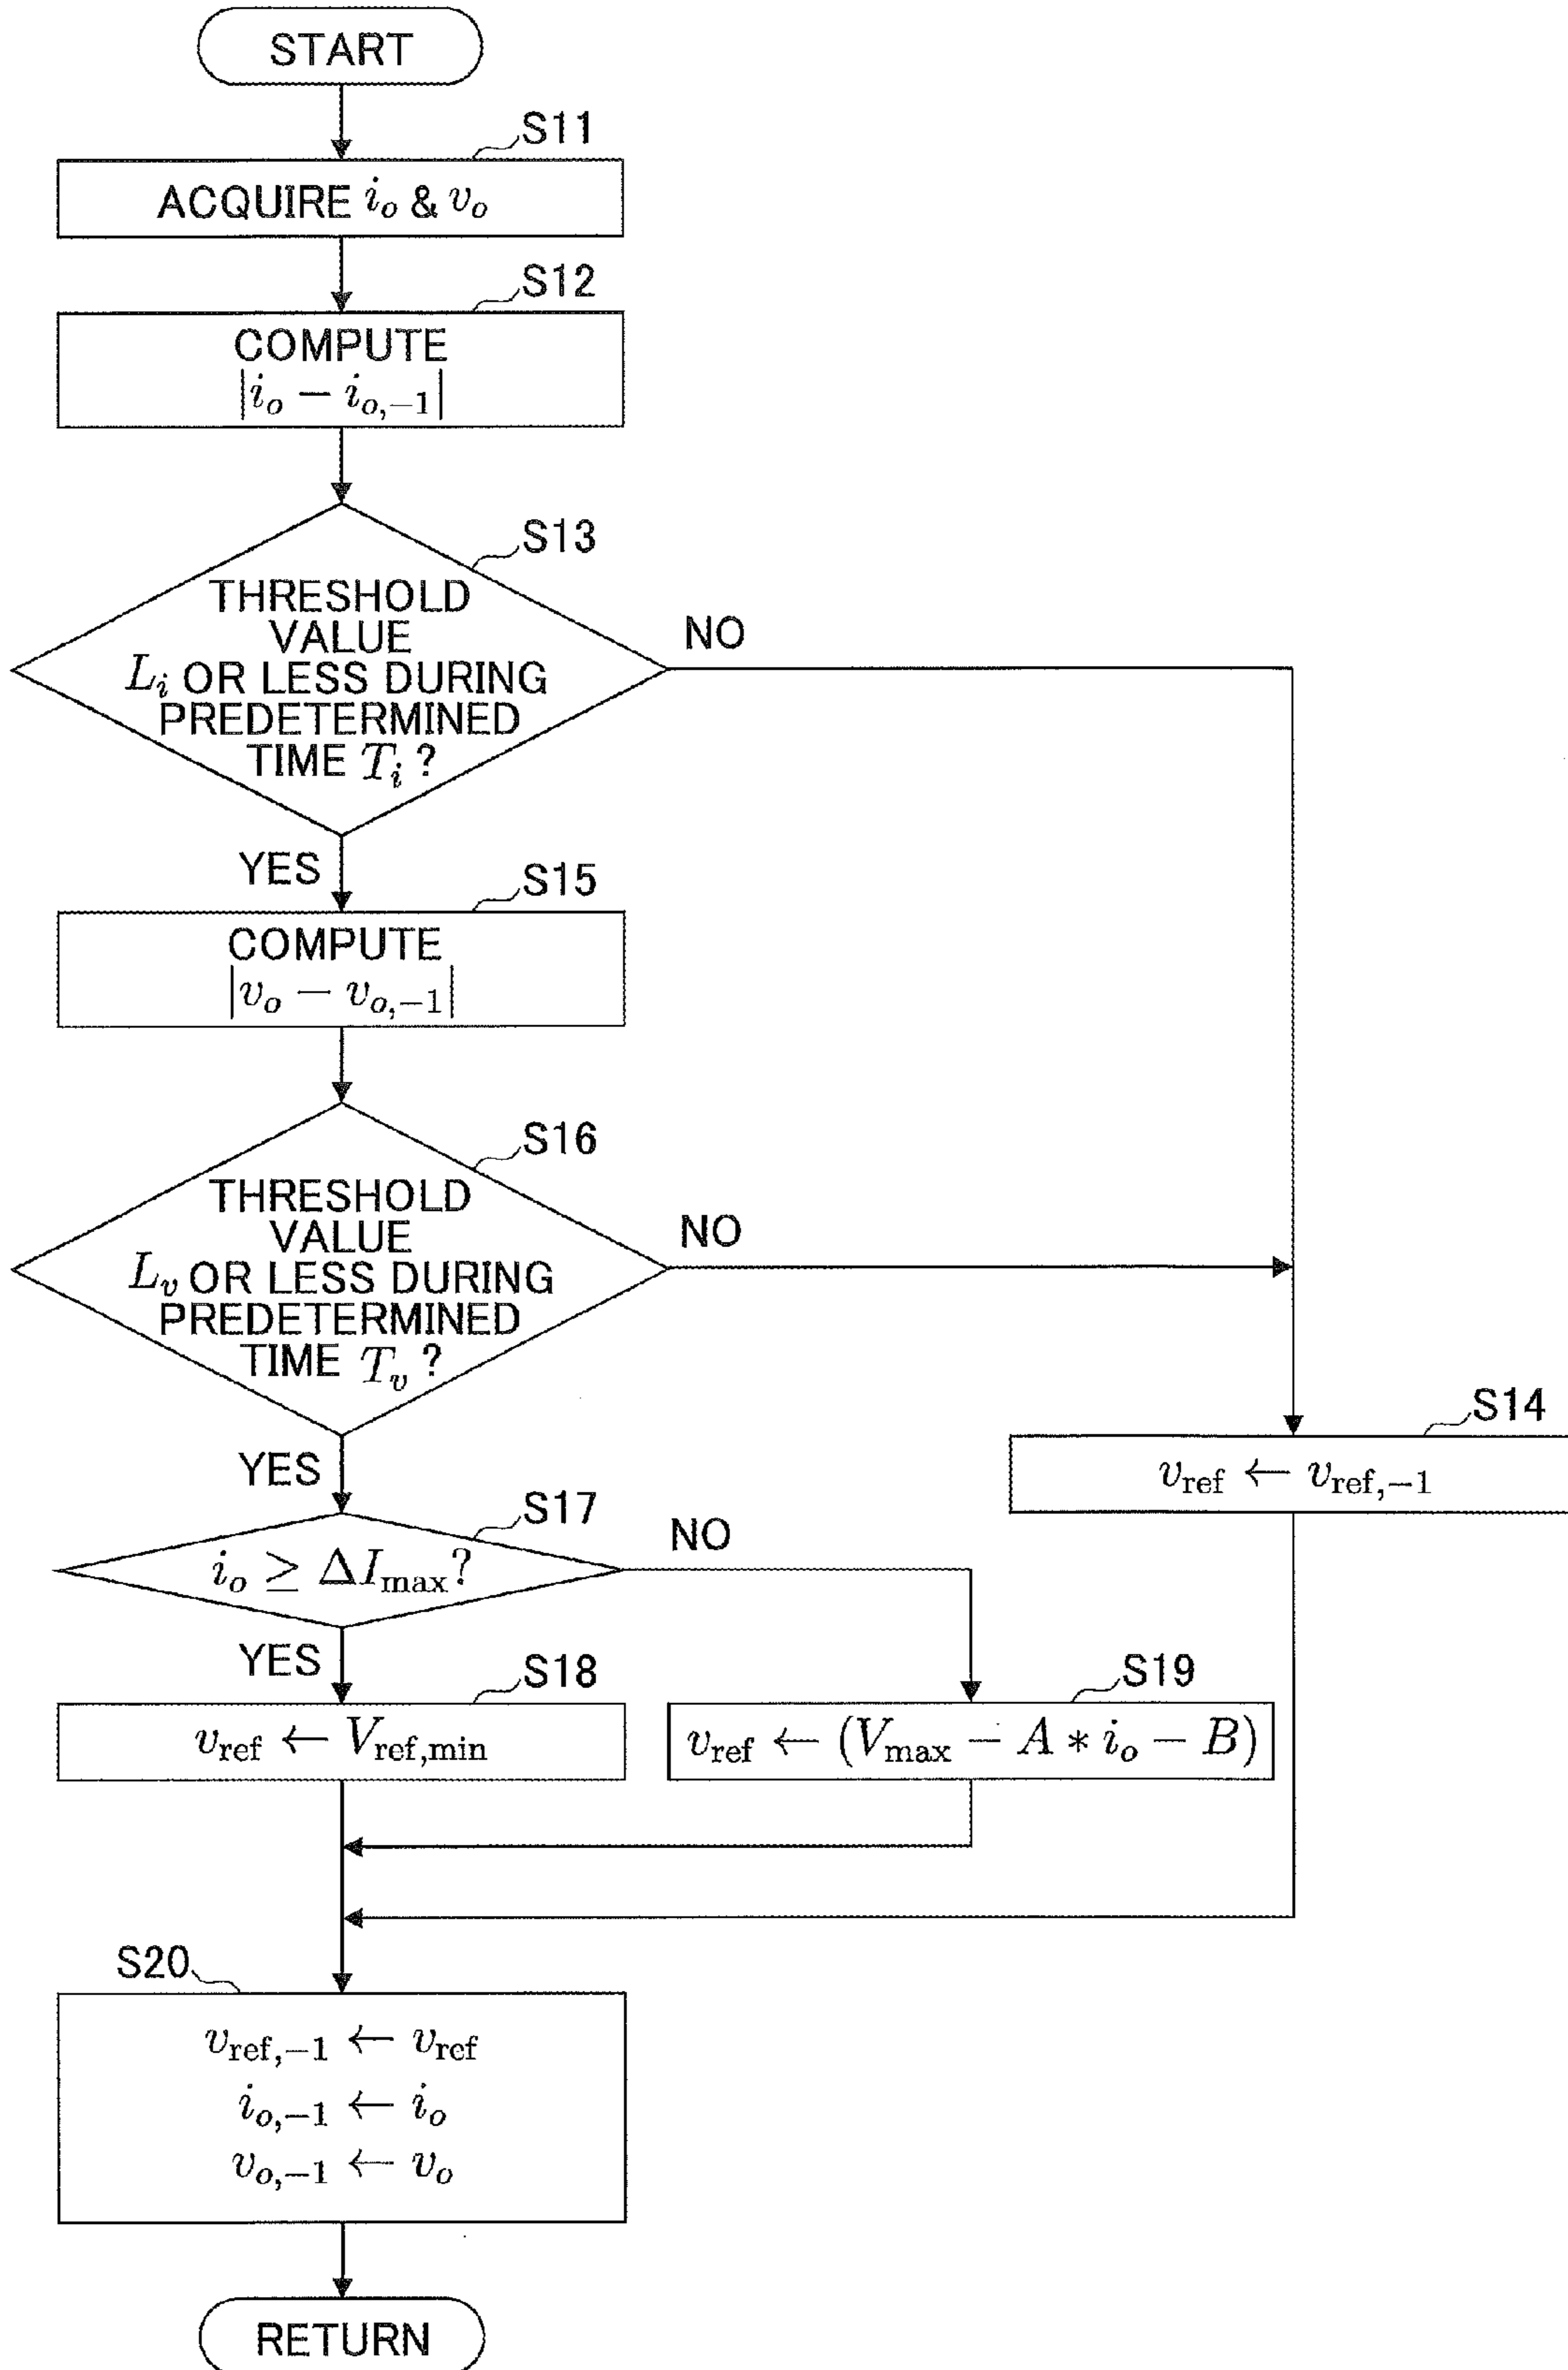 START
S11
ACQUIRE i_o & v_o
S12
COMPUTE
|i_o − i_{o,−1}|
S13
THRESHOLD
VALUE
L_i OR LESS DURING
PREDETERMINED
TIME T_i ?
NO
YES
S15
COMPUTE
|v_o − v_{o,−1}|
S16
THRESHOLD
VALUE
L_v OR LESS DURING
PREDETERMINED
TIME T_v ?
NO
YES
S14
v_ref ← v_{ref,−1}
S17
i_o ≥ ΔI_max?
NO
YES
S18
v_ref ← V_{ref,min}
S19
v_ref ← (V_max − A * i_o − B)
S20
v_{ref,−1} ← v_ref
i_{o,−1} ← i_o
v_{o,−1} ← v_o
RETURN